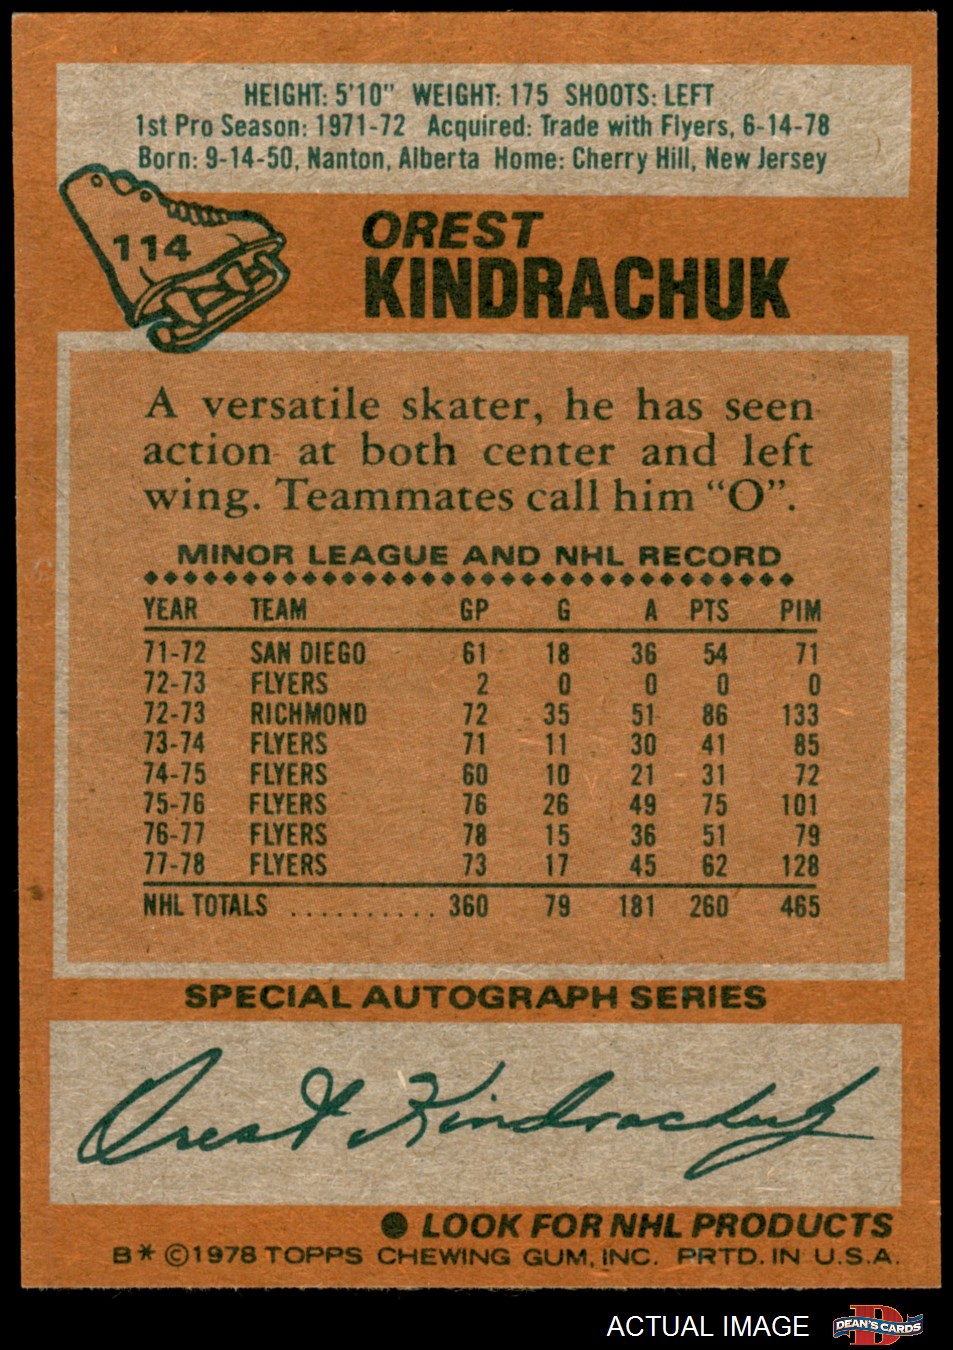 HEIGHT: 5'10" WEIGHT: 175 SHOOTS: LEFT
1st Pro Season: 1971-72 Acquired: Trade with Flyers, 6-14-78
Born: 9-14-50, Nanton, Alberta Home: Cherry Hill, New Jersey
114
OREST
KINDRACHUK
A versatile skater, he has seen
action at both center and left
wing. Teammates call him "O".
MINOR LEAGUE AND NHL RECORD
YEAR TEAM GP G A PTS PIM
71-72 SAN DIEGO 61 18 36 54 71
72-73 FLYERS 2 0 0 0 0
72-73 RICHMOND 72 35 51 86 133
73-74 FLYERS 71 11 30 41 85
74-75 FLYERS 60 10 21 31 72
75-76 FLYERS 76 26 49 75 101
76-77 FLYERS 78 15 36 51 79
77-78 FLYERS 73 17 45 62 128
NHL TOTALS .......... 360 79 181 260 465
SPECIAL AUTOGRAPH SERIES
Orest Kindrachuk
● LOOK FOR NHL PRODUCTS
B* ©1978 TOPPS CHEWING GUM, INC. PRTD. IN U.S.A.
ACTUAL IMAGE
D
DEAN'S CARDS